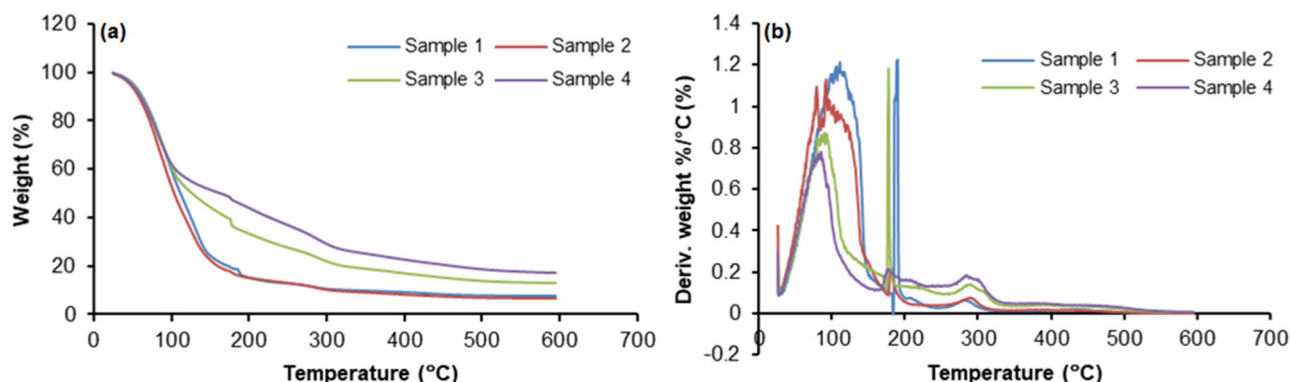 (a)
Sample 1 Sample 2
Sample 3 Sample 4
120
100
80
60
40
20
0
Weight (%)
0 100 200 300 400 500 600 700
Temperature (°C)
(b)
Sample 1 Sample 2
Sample 3 Sample 4
1.4
1.2
1
0.8
0.6
0.4
0.2
0
-0.2
Deriv. weight %/°C (%)
0 100 200 300 400 500 600 700
Temperature (°C)